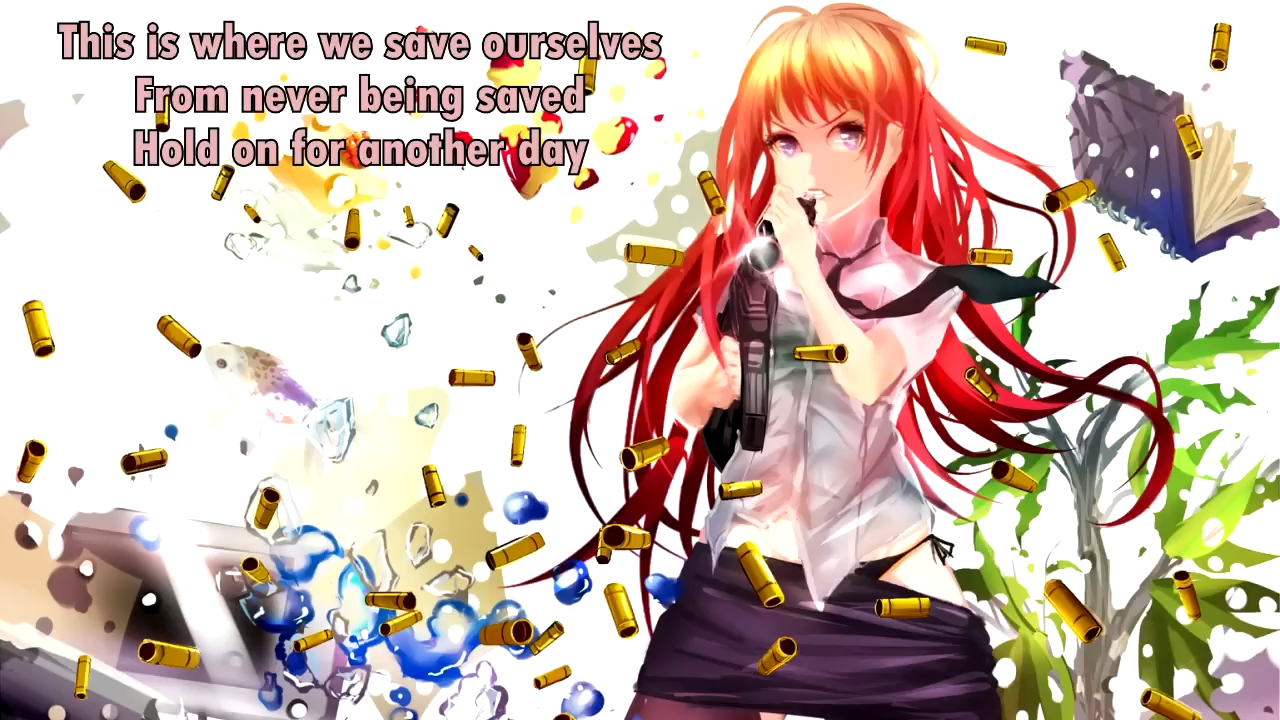 This is where we save ourselves
From never being saved
Hold on for another day